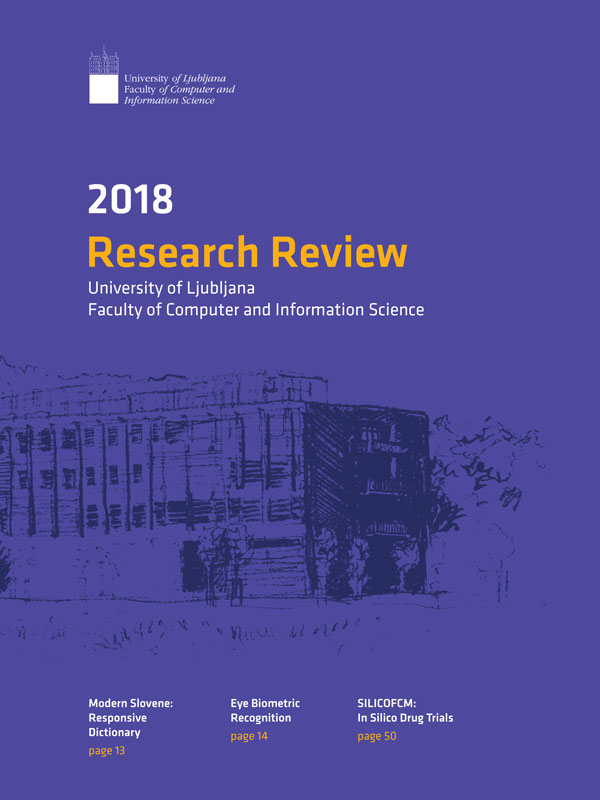 University of Ljubljana
Faculty of Computer and
Information Science
2018
Research Review
University of Ljubljana
Faculty of Computer and Information Science
Modern Slovene:
Responsive
Dictionary
page 13
Eye Biometric
Recognition
page 14
SILICOFCM:
In Silico Drug Trials
page 50